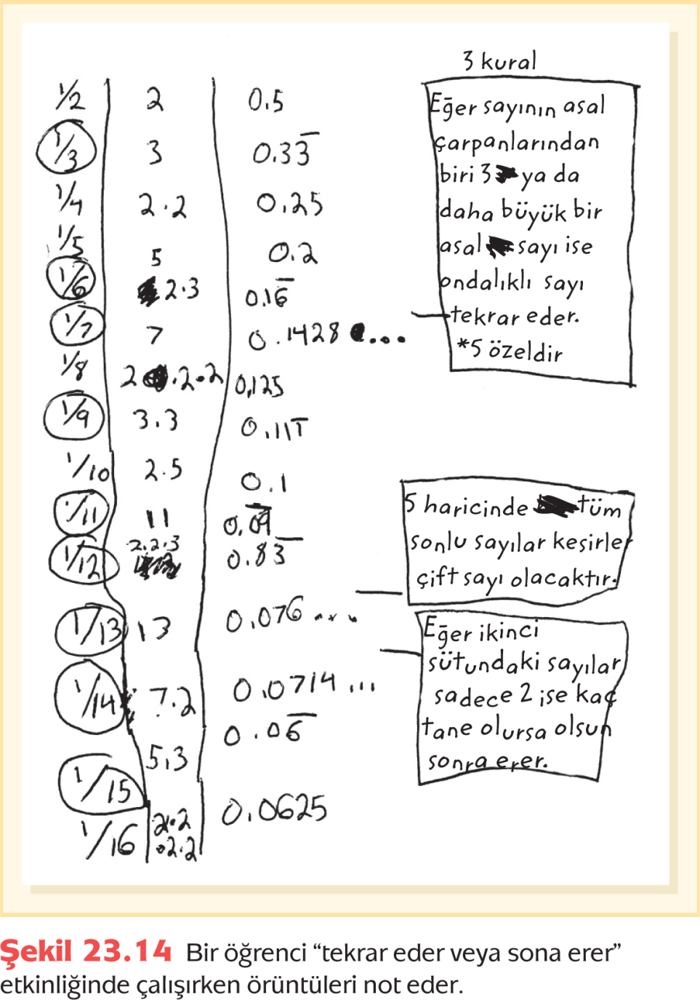 3 kural
1/2 2 0.5
1/3 3 0.33̅
1/4 2.2 0.25
1/5 5 0.2
1/6 2.3 0.16̅
1/7 7 0.1428 ...
1/8 2.2.2 0,125
1/9 3.3 0.111̅
1/10 2.5 0.1
1/11 11 0.0̅9̅
1/12 2.2.3 0.83̅
1/13 13 0.076 ...
1/14 7.2 0.0714 ...
1/15 5.3 0.06̅
1/16 2.2 0.0625
.2.2
Eğer sayının asal
çarpanlarından
biri 3 ya da
daha büyük bir
asal sayı ise
ondalıklı sayı
tekrar eder.
*5 özeldir
5 haricinde tüm
sonlu sayılar kesirler
çift sayı olacaktır.
Eğer ikinci
sütundaki sayılar
sadece 2 ise kaç
tane olursa olsun
sonra erer.
Şekil 23.14 Bir öğrenci “tekrar eder veya sona erer”
etkinliğinde çalışırken örüntüleri not eder.